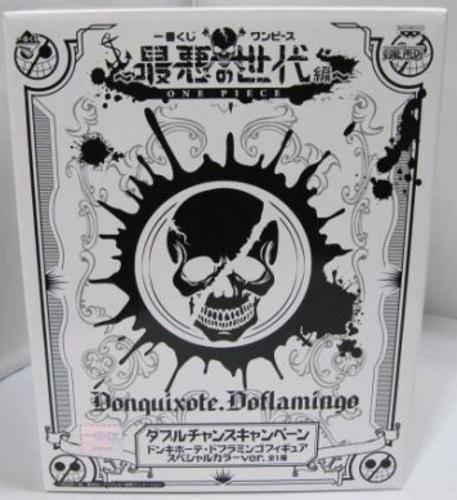 一番くじ ワンピース
～最悪の世代編～
ONE PIECE
Donquixote.Doflamingo
ダブルチャンスキャンペーン
ドンキホーテ・ドフラミンゴフィギュア
スペシャルカラーver. 全1種